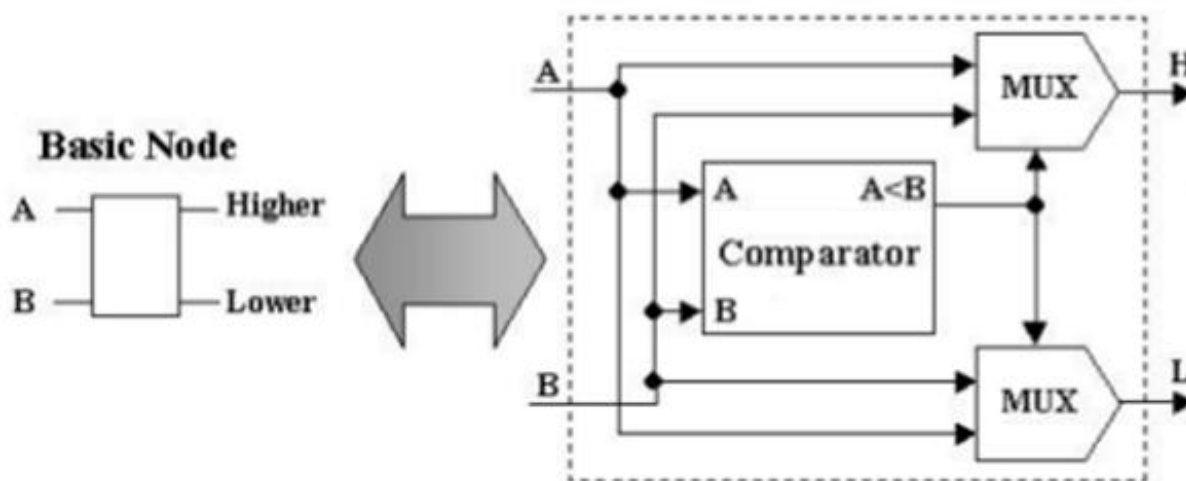 Basic Node
A
Higher
B
Lower
A
B
A
A<B
Comparator
B
MUX
MUX
H
L